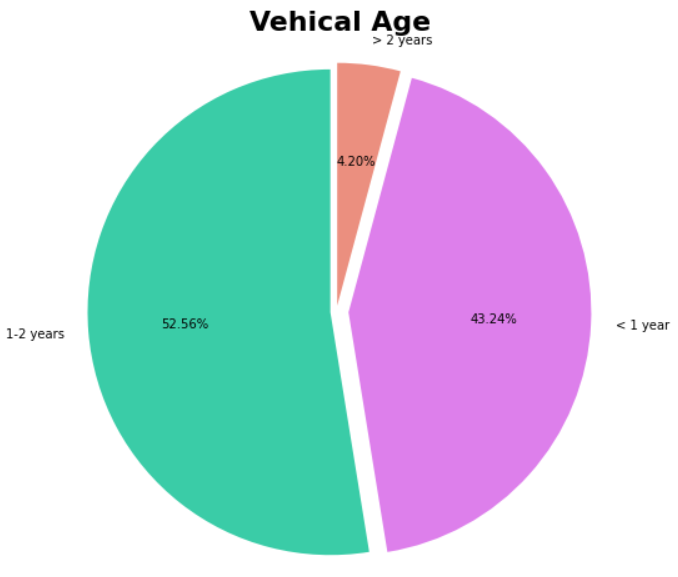 Vehical Age
> 2 years
4.20%
43.24%
52.56%
< 1 year
1-2 years